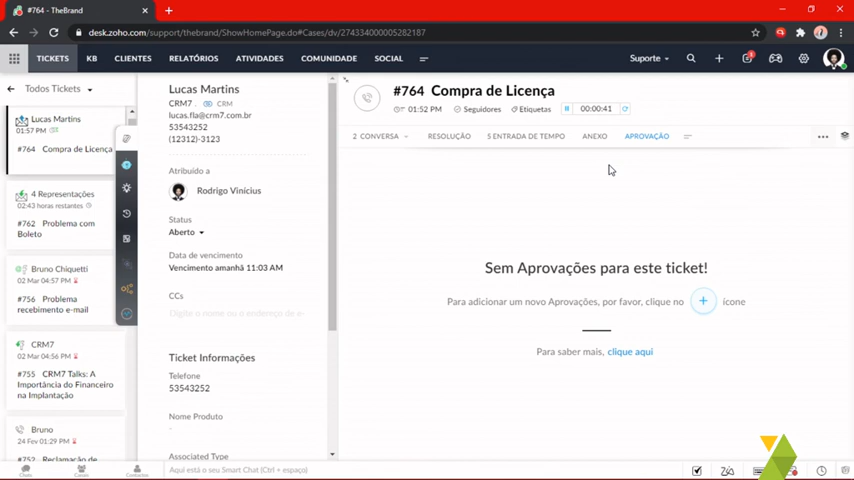 #764 - TheBrand
desk.zoho.com/support/thebrand/ShowHomePage.do#Cases/dv/274334000005282187
TICKETS KB CLIENTES RELATÓRIOS ATIVIDADES COMUNIDADE SOCIAL Suporte
Todos Tickets
Lucas Martins
01:57 PM
#764 Compra de Licença
4 Representações
02:43 horas restantes
#762 Problema com
Boleto
Bruno Chiquetti
02 Mar 04:57 PM
#756 Problema
recebimento e-mail
CRM7
02 Mar 04:56 PM
#755 CRM7 Talks: A
Importância do Financeiro
na Implantação
Bruno
24 Fev 01:29 PM
#752 Reclamação de
Lucas Martins
CRM7 . CRM
lucas.fla@crm7.com.br
53543252
(12312)-3123
Atribuído a
Rodrigo Vinícius
Status
Aberto
Data de vencimento
Vencimento amanhã 11:03 AM
CCs
Digite o nome ou o endereço de e-
Ticket Informações
Telefone
53543252
Nome Produto
-
Associated Type
#764 Compra de Licença
01:52 PM Seguidores Etiquetas 00:00:41
2 CONVERSA RESOLUÇÃO 5 ENTRADA DE TEMPO ANEXO APROVAÇÃO
Sem Aprovações para este ticket!
Para adicionar um novo Aprovações, por favor, clique no + ícone
Para saber mais, clique aqui
Chats Canais Contactos Aqui está o seu Smart Chat (Ctrl + espaço)